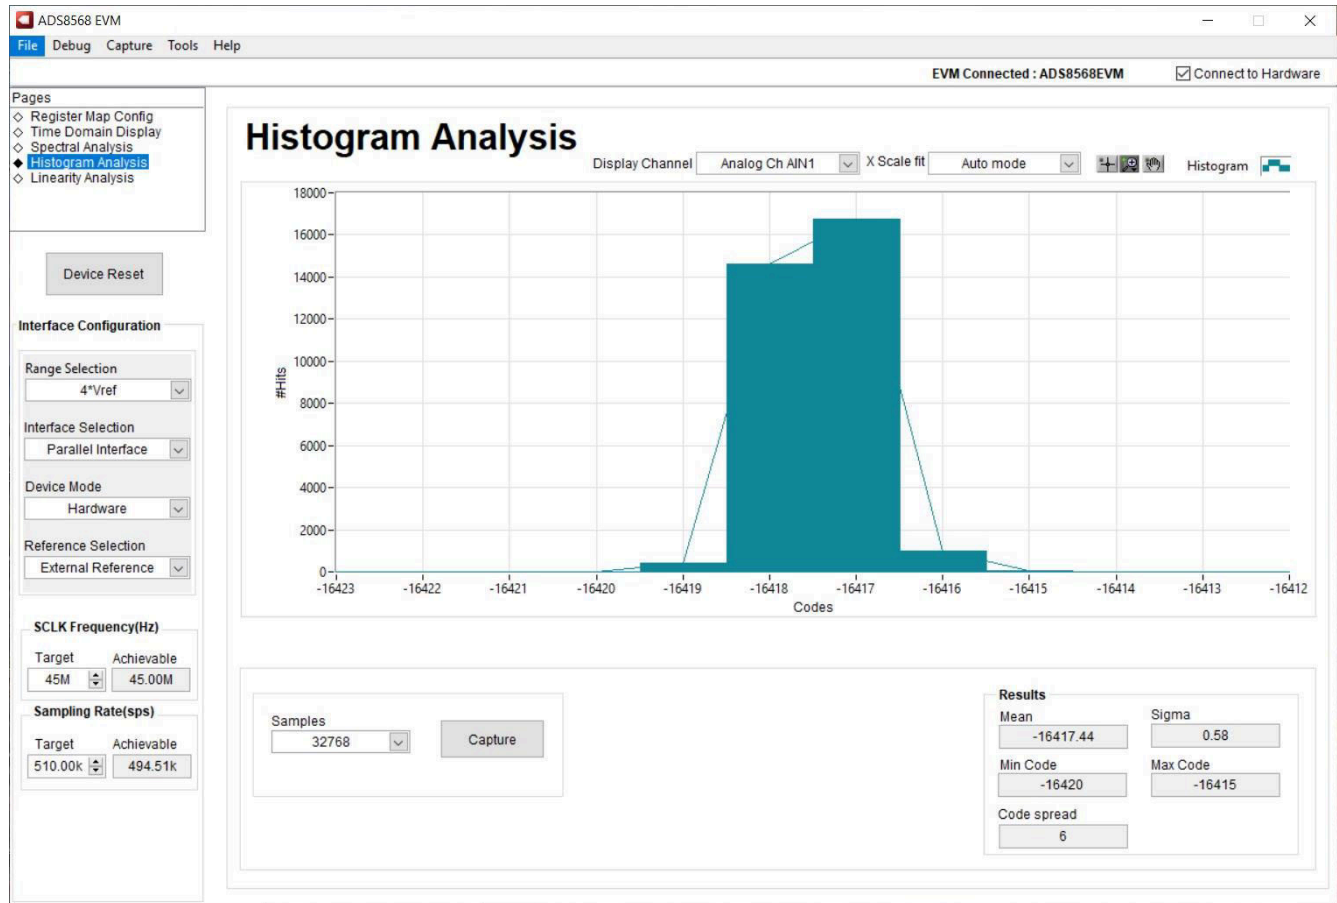 ADS8568 EVM
File Debug Capture Tools Help
EVM Connected : ADS8568EVM Connect to Hardware
Pages
Register Map Config
Time Domain Display
Spectral Analysis
Histogram Analysis
Linearity Analysis
Device Reset
Interface Configuration
Range Selection
4*Vref
Interface Selection
Parallel Interface
Device Mode
Hardware
Reference Selection
External Reference
SCLK Frequency(Hz)
Target Achievable
45M 45.00M
Sampling Rate(sps)
Target Achievable
510.00k 494.51k
Histogram Analysis
Display Channel Analog Ch AIN1 X Scale fit Auto mode Histogram
18000
16000
14000
12000
10000
8000
6000
4000
2000
0
#Hits
-16423 -16422 -16421 -16420 -16419 -16418 -16417 -16416 -16415 -16414 -16413 -16412
Codes
Samples
32768 Capture
Results
Mean Sigma
-16417.44 0.58
Min Code Max Code
-16420 -16415
Code spread
6